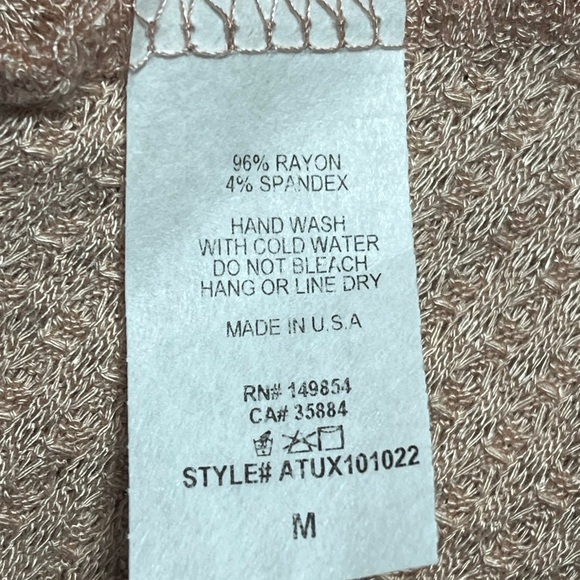 96% RAYON
4% SPANDEX
HAND WASH
WITH COLD WATER
DO NOT BLEACH
HANG OR LINE DRY
MADE IN U.S.A
RN# 149854
CA# 35884
STYLE# ATUX101022
M